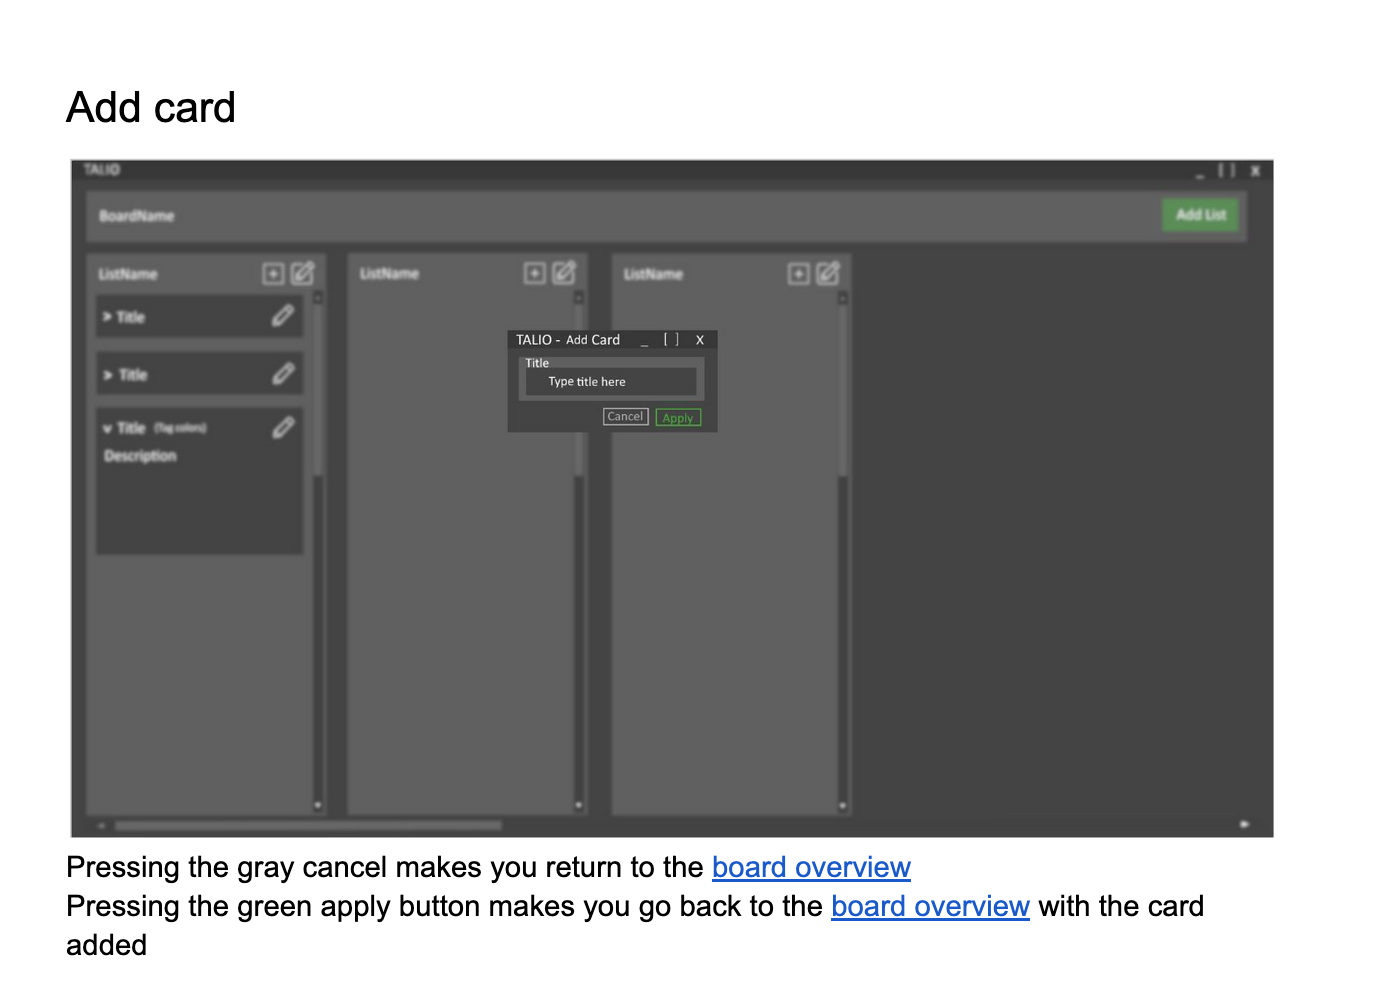 Add card
TALIO
_ [ ] X
BoardName
Add List
ListName
ListName
ListName
> Title
> Title
v Title (Tag colors)
Description
TALIO - Add Card _ [ ] X
Title
Type title here
Cancel
Apply
Pressing the gray cancel makes you return to the board overview
Pressing the green apply button makes you go back to the board overview with the card
added